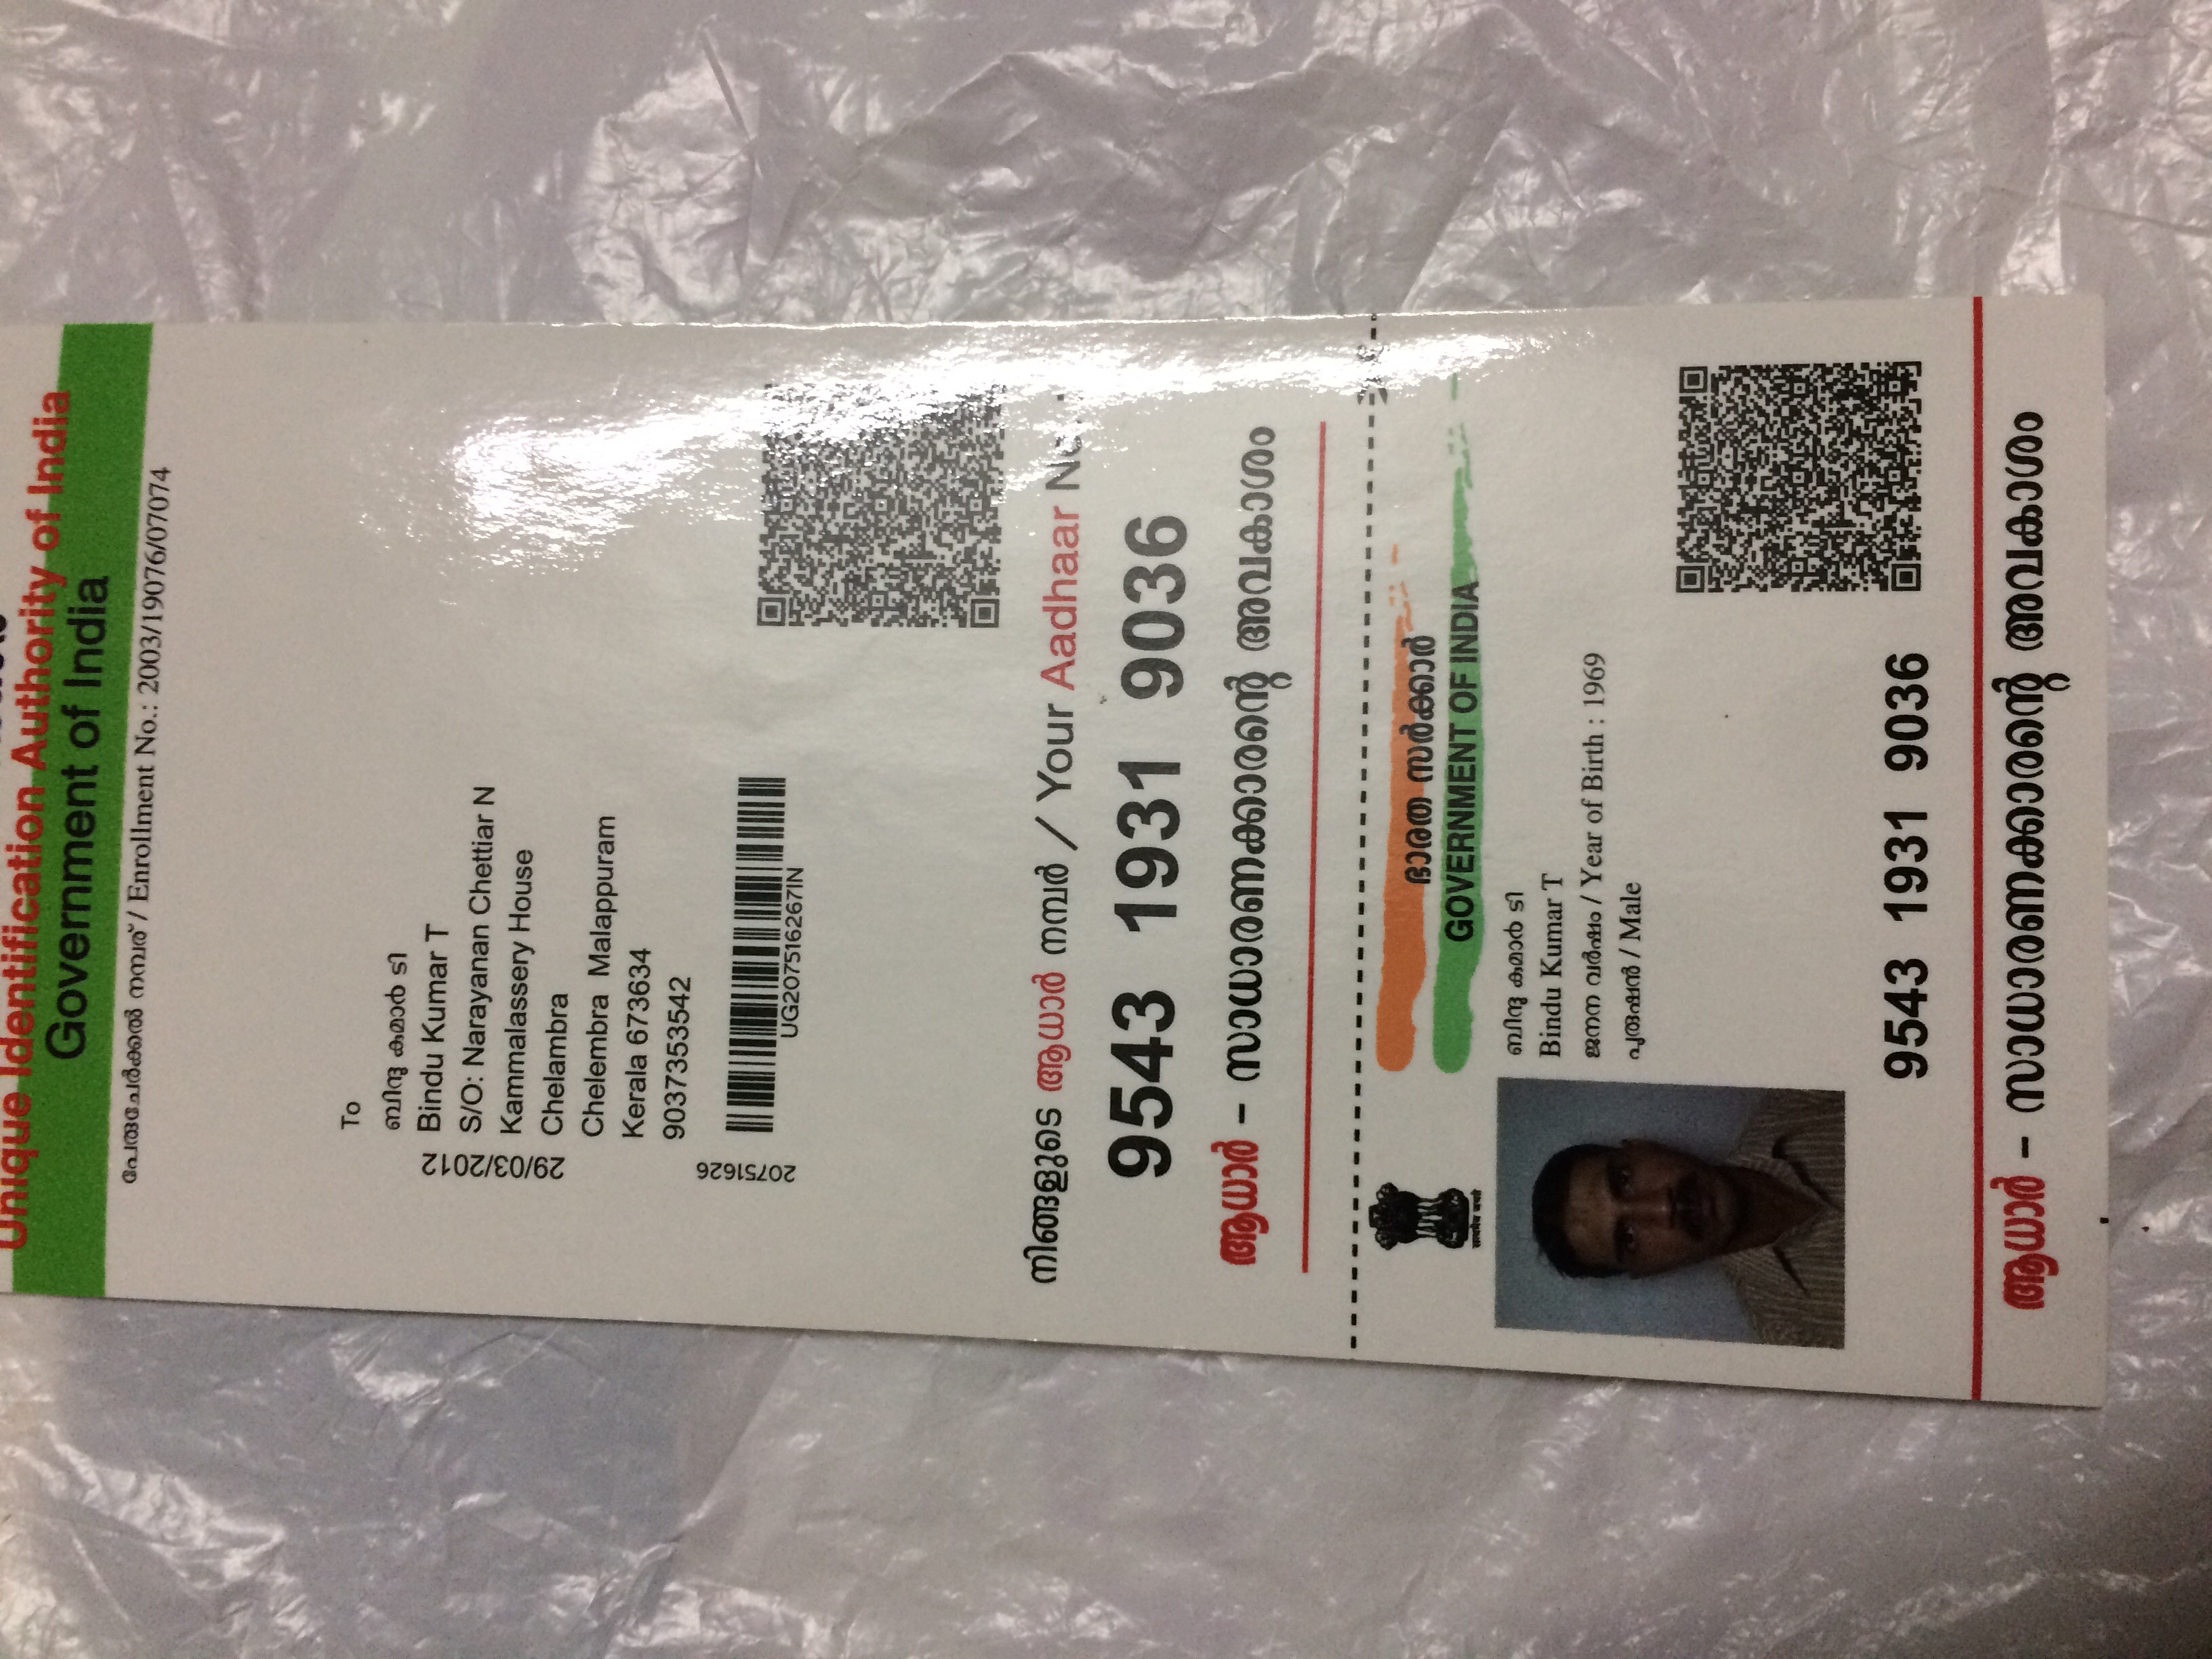 Unique Identification Authority of India
Government of India
പേരുചേർക്കൽ നമ്പര് / Enrollment No.: 2003/19076/07074
To
ബിന്ദു കുമാർ ടി
Bindu Kumar T
S/O: Narayanan Chettiar N
Kammalassery House
Chelambra
Chelembra Malappuram
Kerala 673634
9037353542
29/03/2012
20751626
UG207516267IN
നിങ്ങളുടെ ആധാർ നമ്പർ / Your Aadhaar No. :
9543 1931 9036
ആധാർ – സാധാരണക്കാരന്റെ അവകാശം
सत्यमेव जयते
ഭാരത സർക്കാർ
GOVERNMENT OF INDIA
ബിന്ദു കുമാർ ടി
Bindu Kumar T
ജനന വർഷം / Year of Birth : 1969
പുരുഷൻ / Male
9543 1931 9036
ആധാർ – സാധാരണക്കാരന്റെ അവകാശം